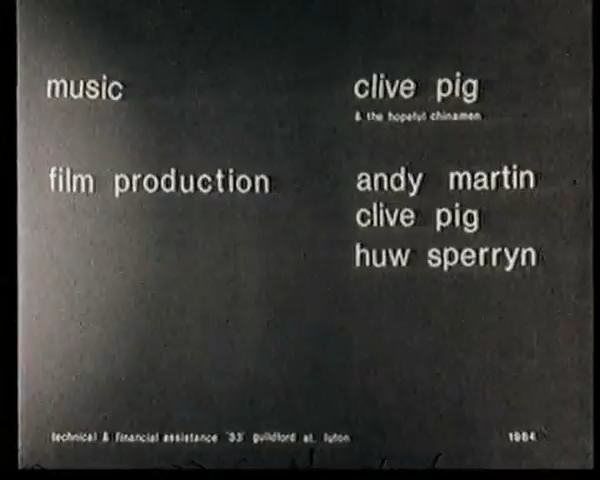 music clive pig
& the hopeful chinamen
film production andy martin
clive pig
huw sperryn
technical & financial assistance '33' guildford st. luton 1984